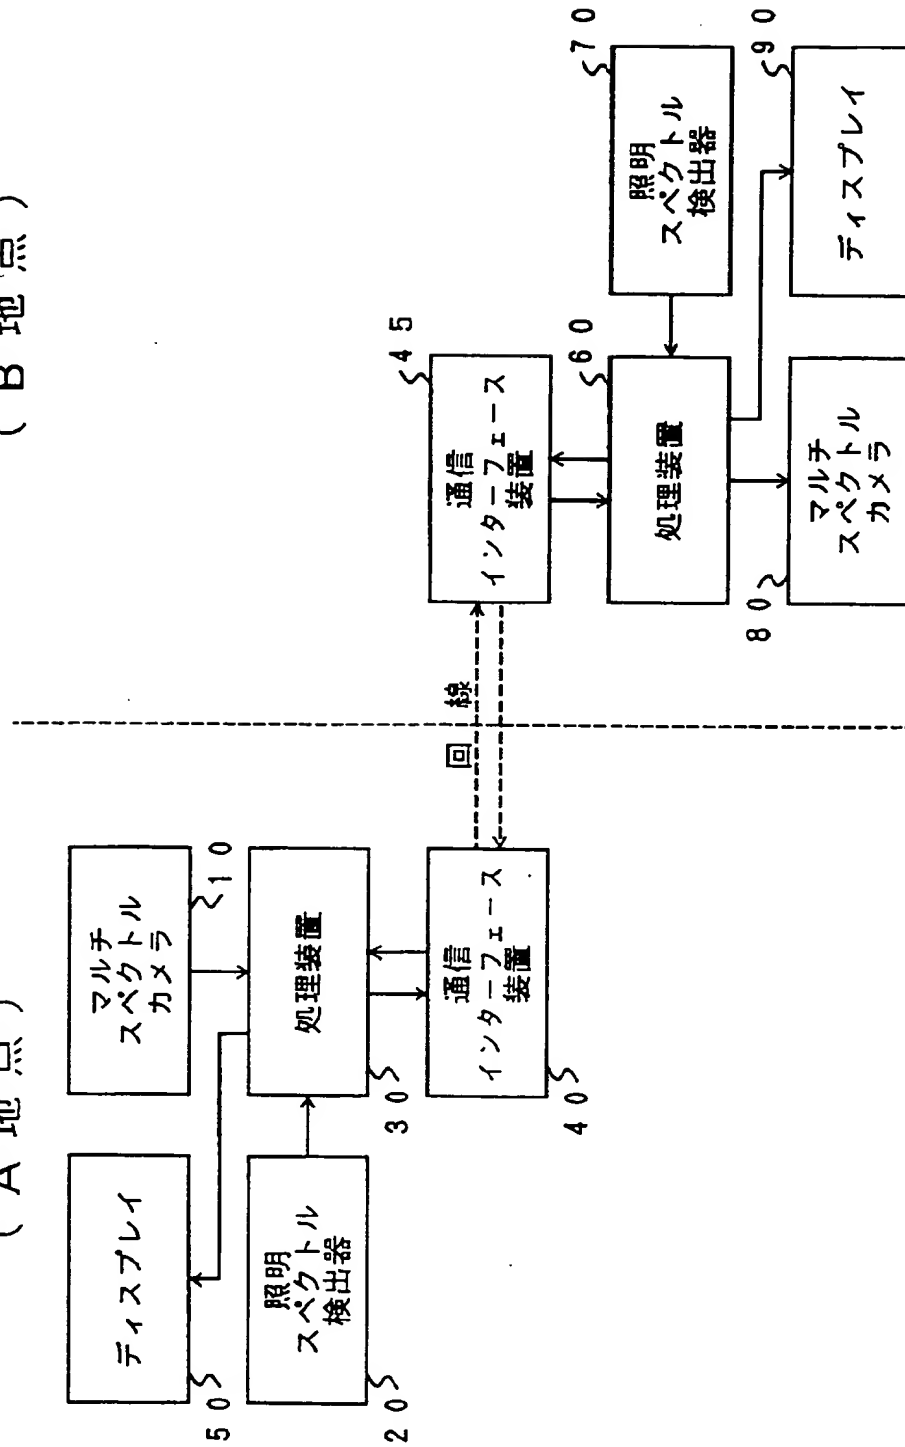 (A地点)
(B地点)
ディスプレイ
50
マルチ
スペクトル
カメラ
10
照明
スペクトル
検出器
20
処理装置
30
通信
インターフェース
装置
40
回線
通信
インターフェース
装置
45
処理装置
60
照明
スペクトル
検出器
70
マルチ
スペクトル
カメラ
80
ディスプレイ
90